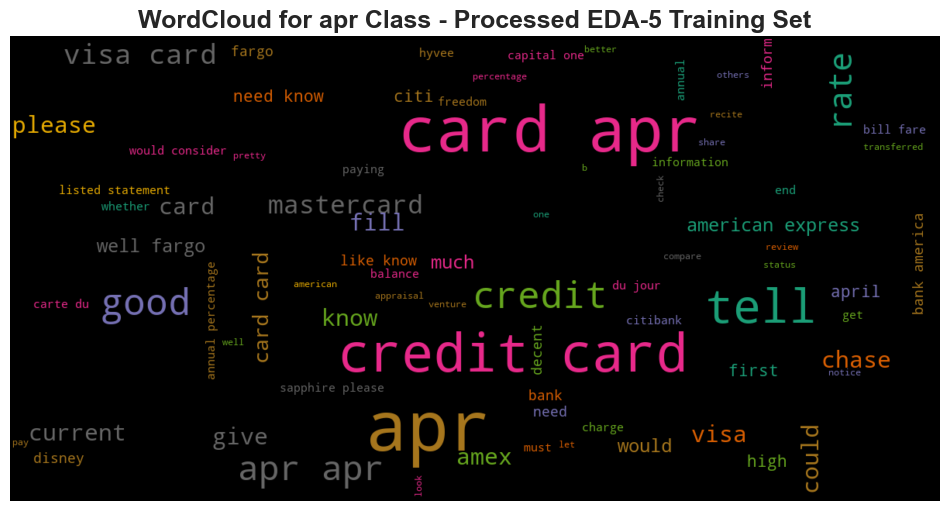 WordCloud for apr Class - Processed EDA-5 Training Set
visa card
fargo
hyvee
capital one
better
inform
percentage
annual
others
rate
need know
citi
freedom
card apr
recite
please
bill fare
share
transferred
would consider
pretty
information
paying
b
check
listed statement
end
whether
card
mastercard
fill
one
american express
bank america
well fargo
like know
much
review
compare
status
balance
card card
annual percentage
american
appraisal
venture
credit
du jour
tell
april
carte du
good
know
citibank
get
well
decent
credit card
chase
first
notice
sapphire please
bank
need
apr
charge
current
give
pay
disney
must
let
would
visa
could
amex
high
apr apr
look